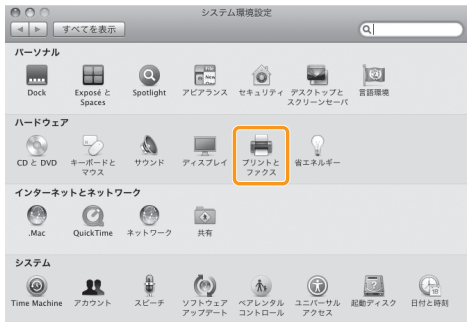 システム環境設定
すべてを表示
パーソナル
Dock
Exposé と
Spaces
Spotlight
アピアランス
セキュリティ
デスクトップと
スクリーンセーバ
言語環境
ハードウェア
CD と DVD
キーボードと
マウス
サウンド
ディスプレイ
プリントと
ファクス
省エネルギー
インターネットとネットワーク
.Mac
QuickTime
ネットワーク
共有
システム
Time Machine
アカウント
スピーチ
ソフトウェア
アップデート
ペアレンタル
コントロール
ユニバーサル
アクセス
起動ディスク
日付と時刻